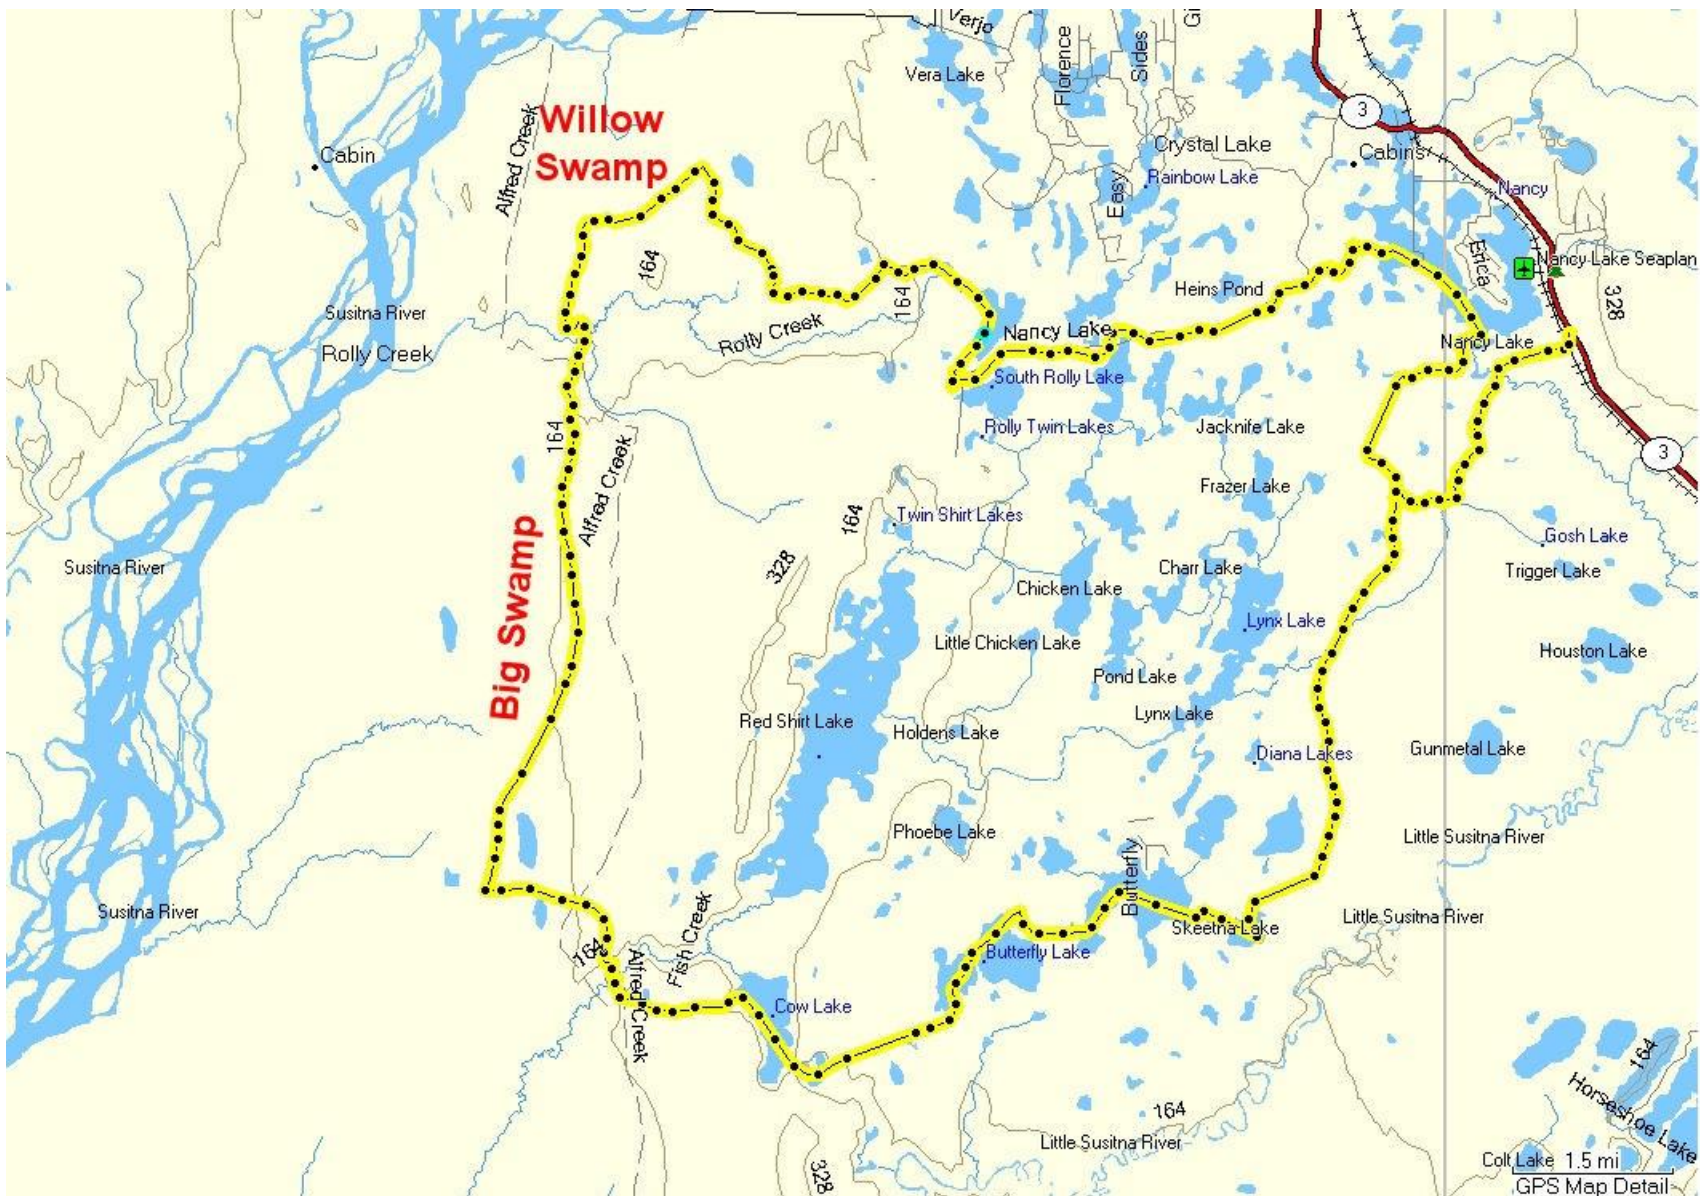 Verjo
Florence
Sides
Vera Lake
3
Willow
Swamp
Alfred Creek
Cabin
Crystal Lake
Cabins
Rainbow Lake
Easy
Nancy
Erica
Nancy Lake Seaplan
328
164
Heins Pond
Susitna River
Rolly Creek
Rolly Creek
164
Nancy Lake
Nancy Lake
South Rolly Lake
164
Alfred Creek
Rolly Twin Lakes
Jacknife Lake
3
Frazer Lake
Twin Shirt Lakes
164
Gosh Lake
Big Swamp
Susitna River
328
Chicken Lake
Charr Lake
Trigger Lake
Lynx Lake
Little Chicken Lake
Houston Lake
Pond Lake
Red Shirt Lake
Holdens Lake
Lynx Lake
Diana Lakes
Gunmetal Lake
Phoebe Lake
Little Susitna River
Butterfly
Susitna River
Fish Creek
Skeetna Lake
Little Susitna River
164
Alfred Creek
Butterfly Lake
Cow Lake
164
164
Horseshoe Lake
Little Susitna River
328
Colt Lake
1.5 mi
GPS Map Detail